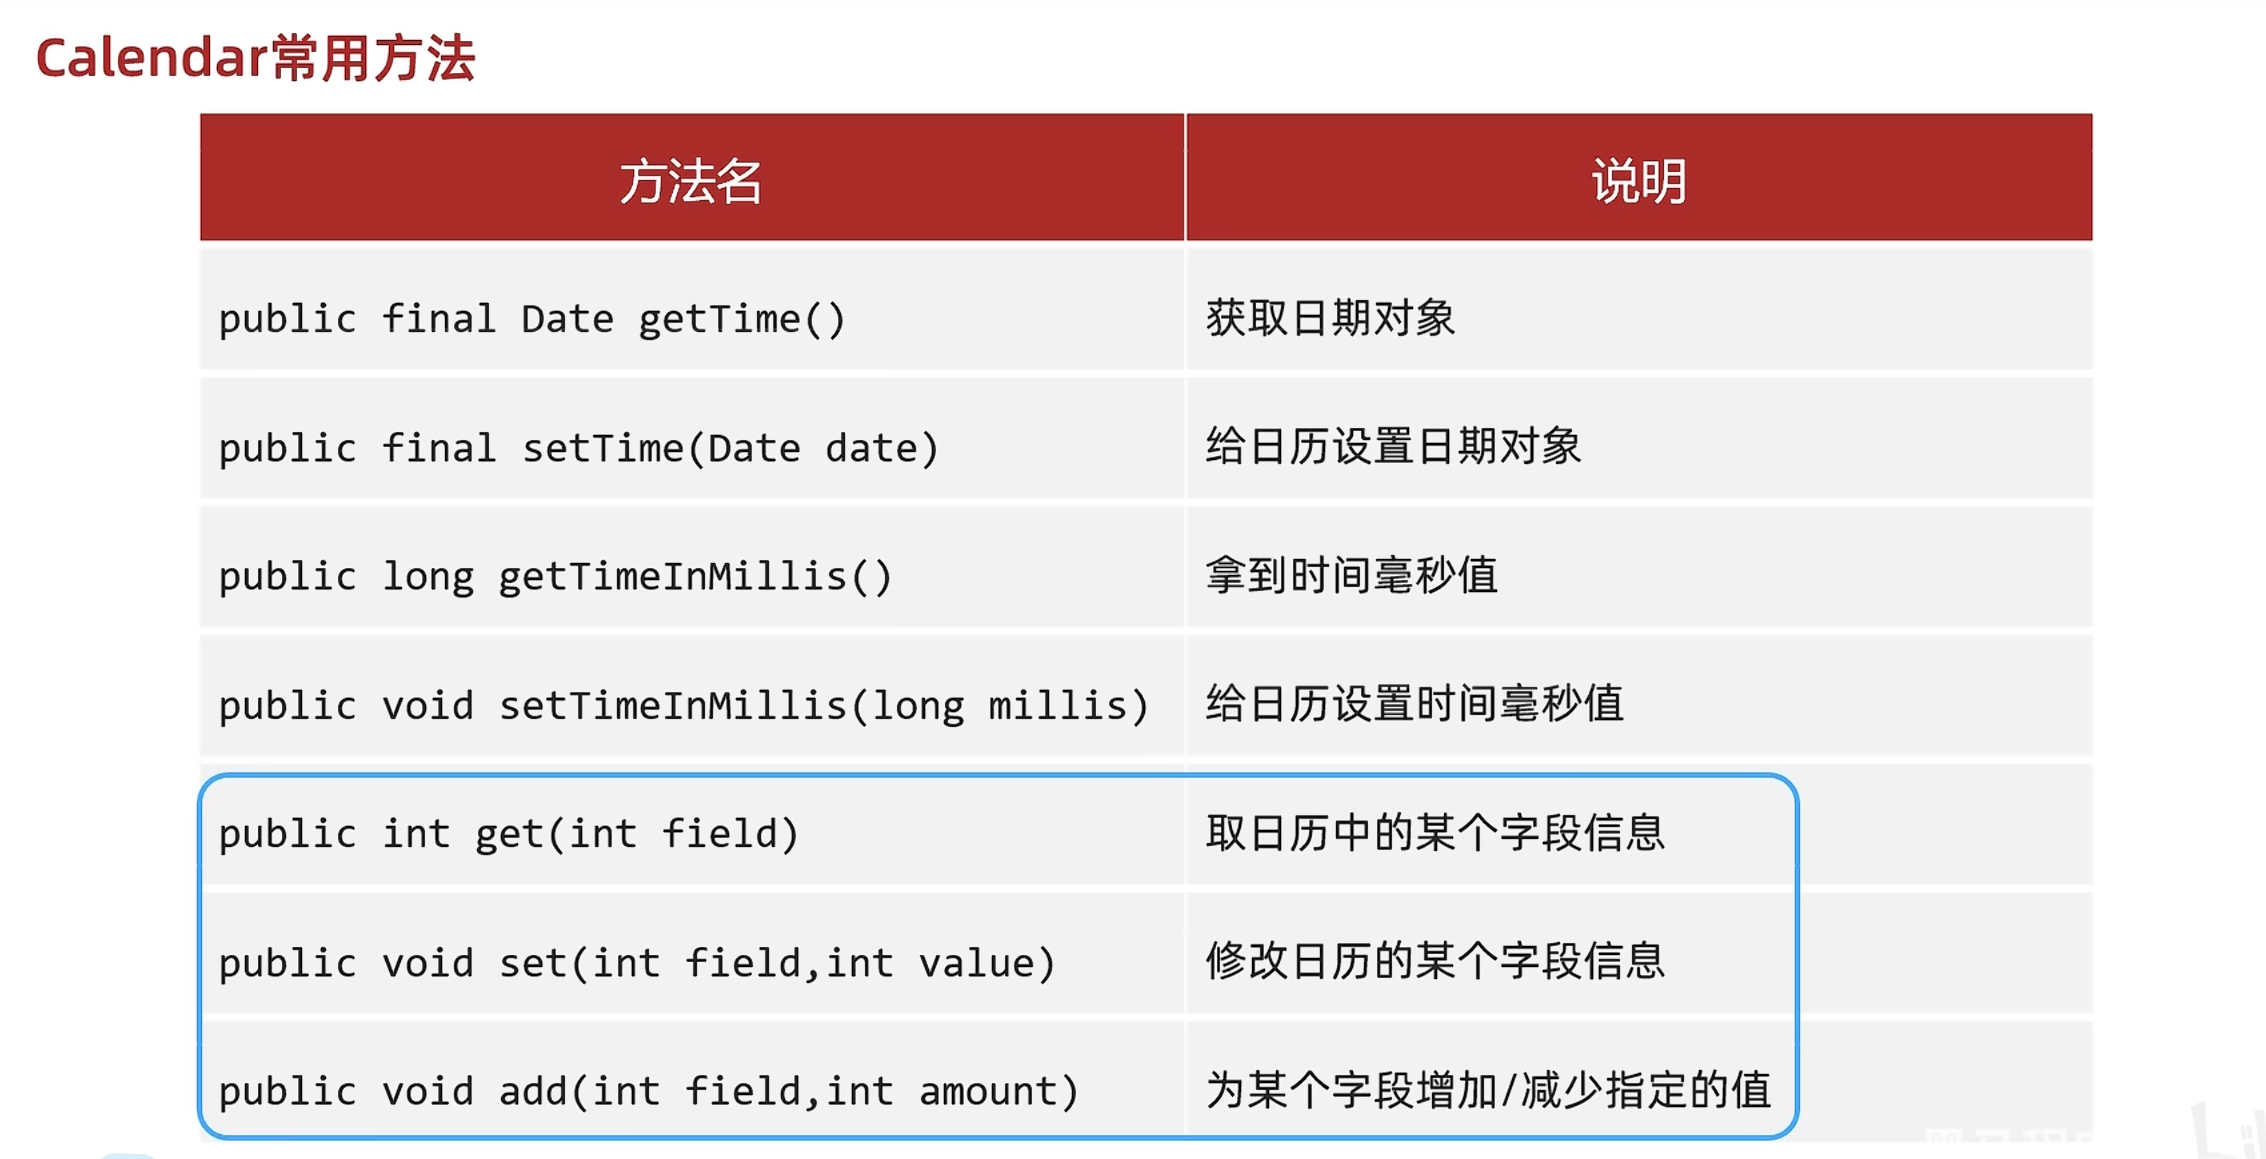 Calendar常用方法
方法名 说明
public final Date getTime() 获取日期对象
public final setTime(Date date) 给日历设置日期对象
public long getTimeInMillis() 拿到时间毫秒值
public void setTimeInMillis(long millis) 给日历设置时间毫秒值
public int get(int field) 取日历中的某个字段信息
public void set(int field,int value) 修改日历的某个字段信息
public void add(int field,int amount) 为某个字段增加/减少指定的值